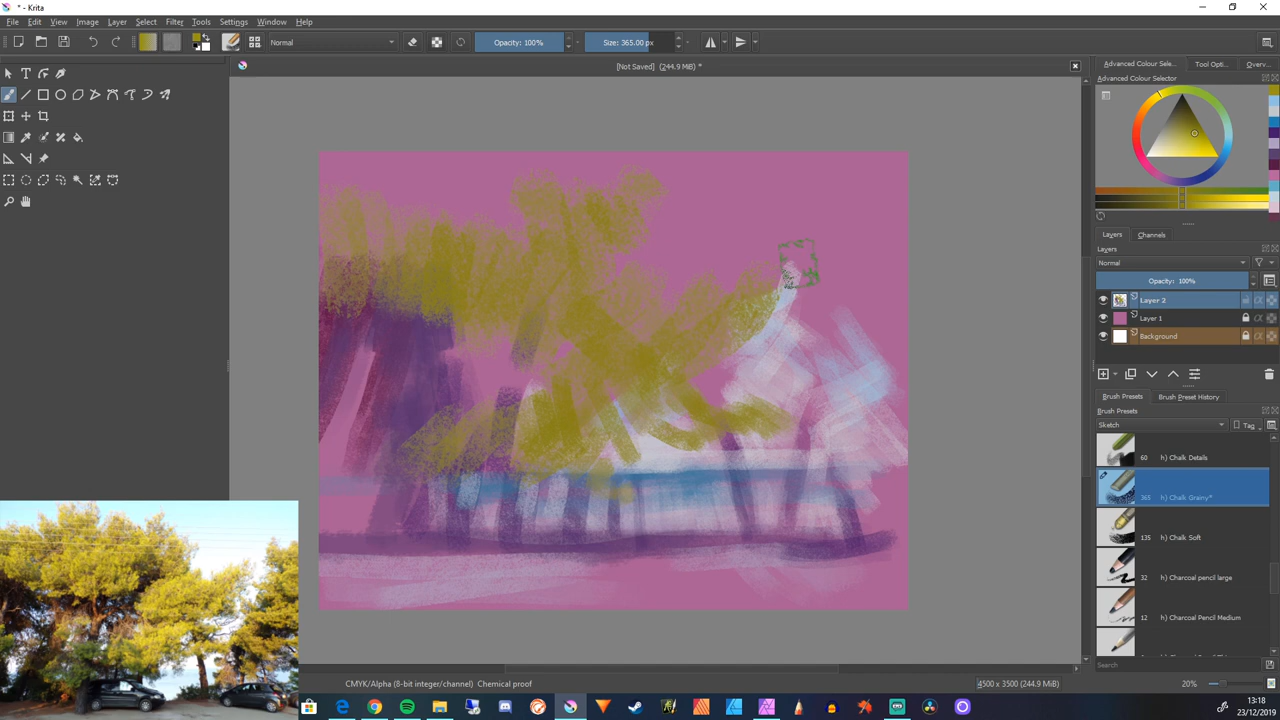 * - Krita
File Edit View Image Layer Select Filter Tools Settings Window Help
Normal Opacity: 100% Size: 365.00 px
[Not Saved] (244.9 MiB) *
Advanced Colour Sele... Tool Opti... Overv...
Advanced Colour Selector
Layers Channels
Layers
Normal
Opacity: 100%
Layer 2
Layer 1
Background
Brush Presets Brush Preset History
Brush Presets
Sketch Tag
60 h) Chalk Details
365 h) Chalk Grainy*
135 h) Chalk Soft
32 h) Charcoal pencil large
12 h) Charcoal Pencil Medium
Search
CMYK/Alpha (8-bit integer/channel) Chemical proof 4500 x 3500 (244.9 MiB) 20%
13:18
23/12/2019